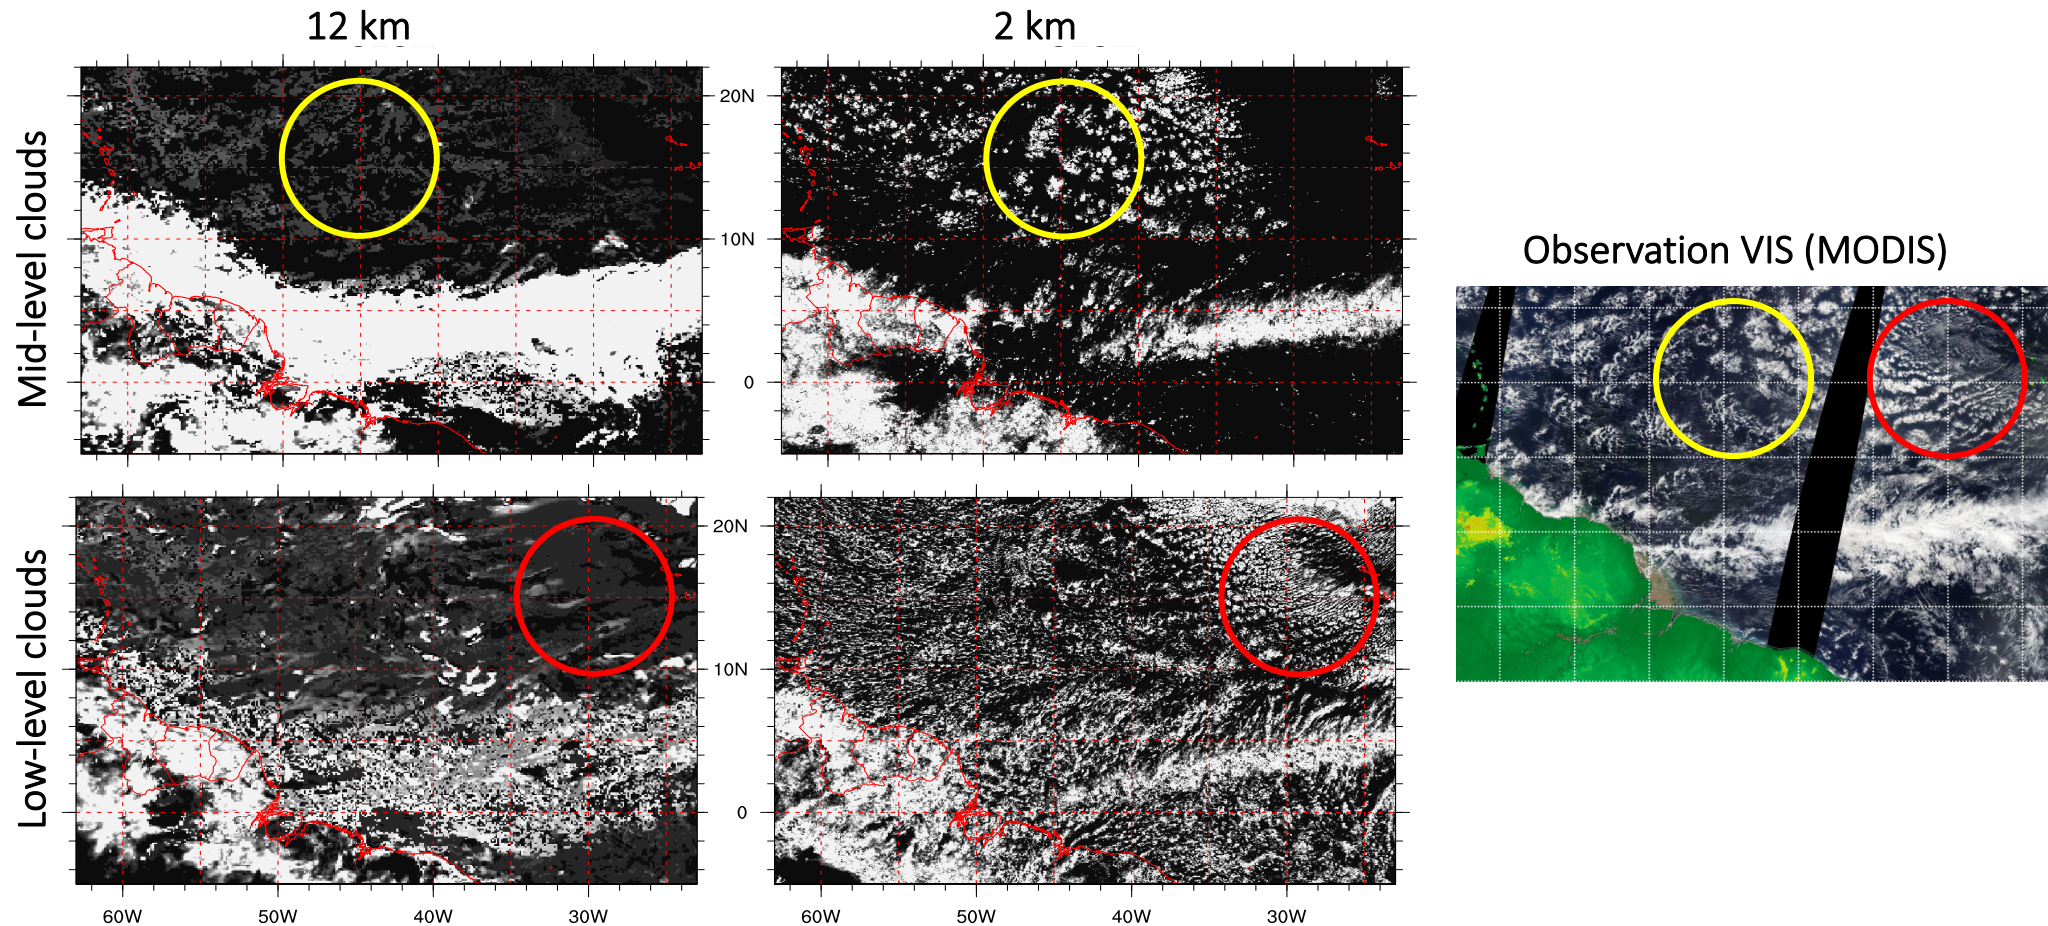 12 km
2 km
Mid-level clouds
20N
10N
0
Observation VIS (MODIS)
Low-level clouds
20N
10N
0
60W
50W
40W
30W
60W
50W
40W
30W